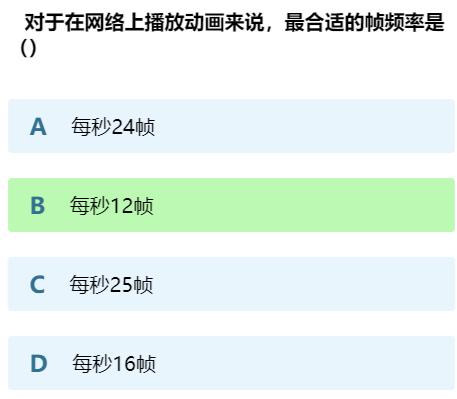 对于在网络上播放动画来说，最合适的帧频率是
()
A 每秒24帧
B 每秒12帧
C 每秒25帧
D 每秒16帧